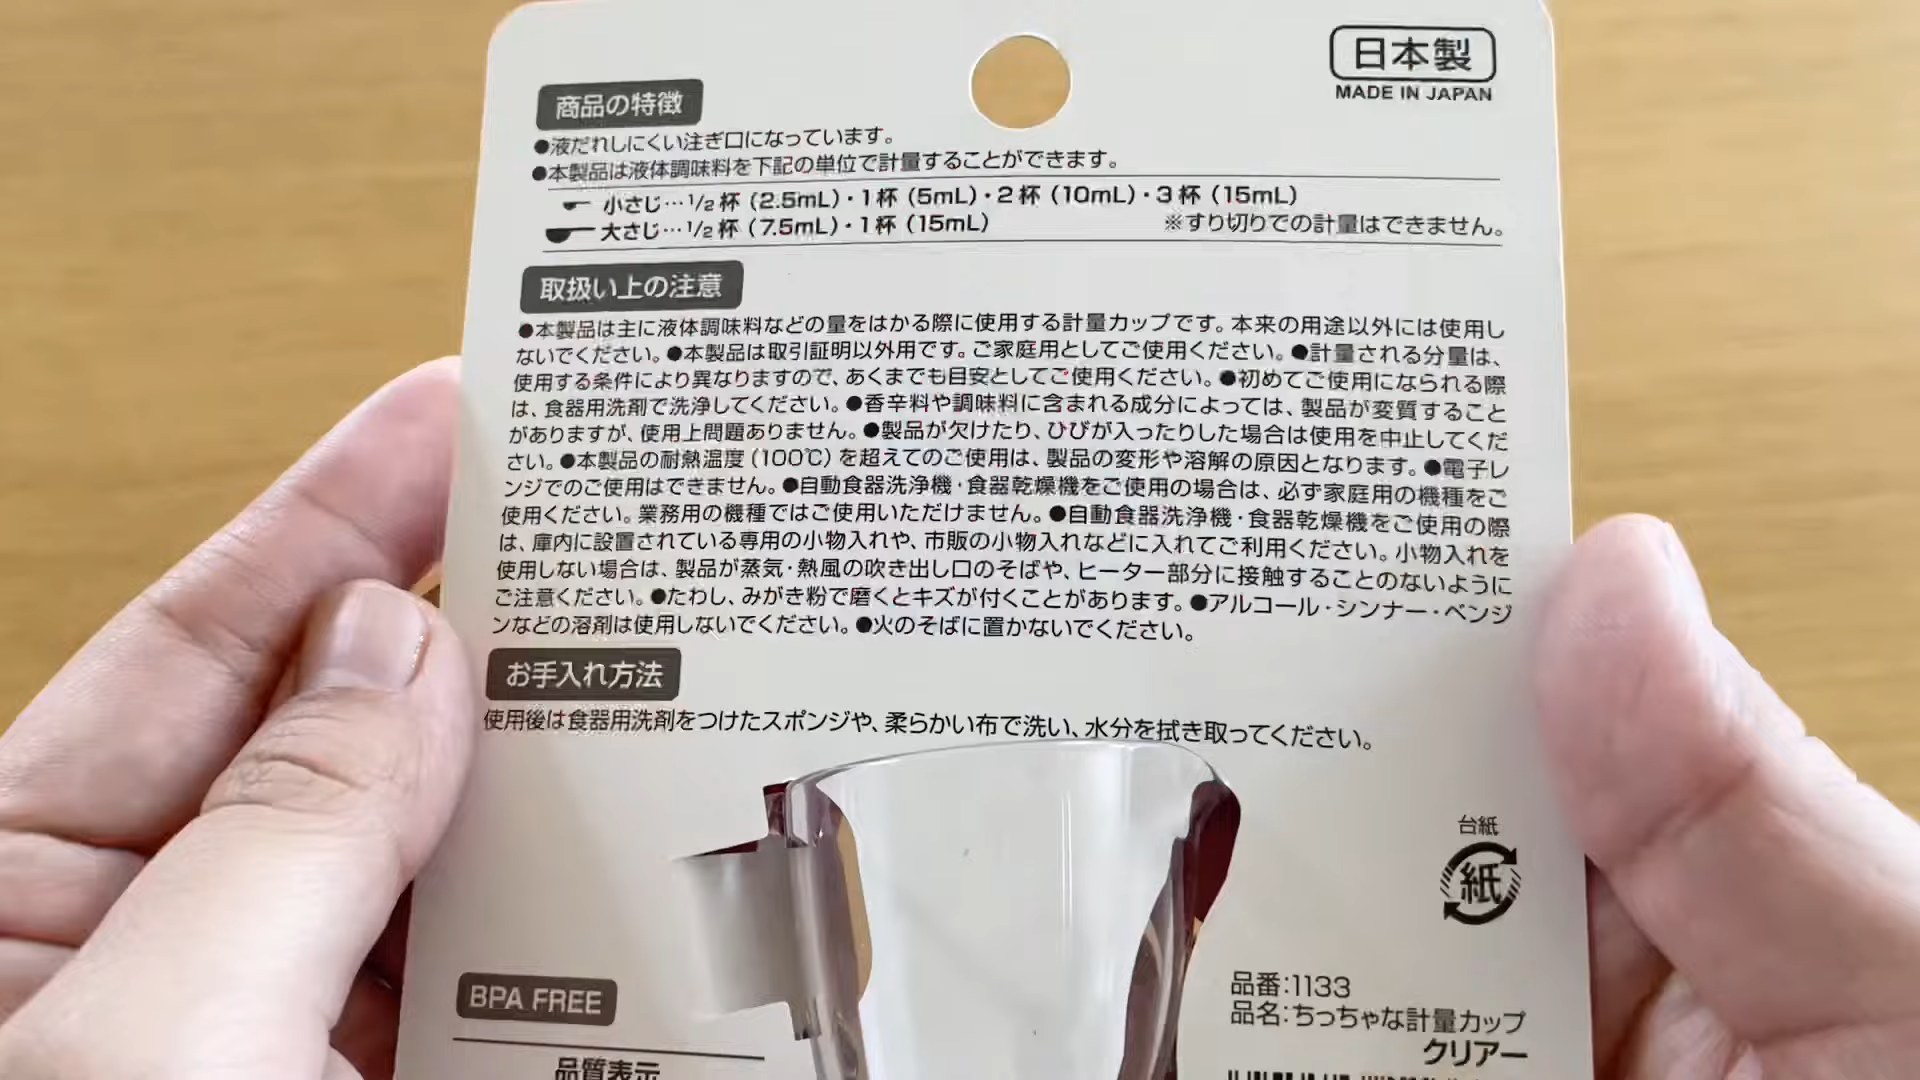 日本製
MADE IN JAPAN
商品の特徴
●液だれしにくい注ぎ口になっています。
●本製品は液体調味料を下記の単位で計量することができます。
小さじ…1/2杯（2.5mL）・1杯（5mL）・2杯（10mL）・3杯（15mL）
大さじ…1/2杯（7.5mL）・1杯（15mL） ※すり切りでの計量はできません。
取扱い上の注意
●本製品は主に液体調味料などの量をはかる際に使用する計量カップです。本来の用途以外には使用し
ないでください。●本製品は取引証明以外用です。ご家庭用としてご使用ください。●計量される分量は、
使用する条件により異なりますので、あくまでも目安としてご使用ください。●初めてご使用になられる際
は、食器用洗剤で洗浄してください。●香辛料や調味料に含まれる成分によっては、製品が変質すること
がありますが、使用上問題ありません。●製品が欠けたり、ひびが入ったりした場合は使用を中止してくだ
さい。●本製品の耐熱温度（100℃）を超えてのご使用は、製品の変形や溶解の原因となります。●電子レ
ンジでのご使用はできません。●自動食器洗浄機・食器乾燥機をご使用の場合は、必ず家庭用の機種をご
使用ください。業務用の機種ではご使用いただけません。●自動食器洗浄機・食器乾燥機をご使用の際
は、庫内に設置されている専用の小物入れや、市販の小物入れなどに入れてご利用ください。小物入れを
使用しない場合は、製品が蒸気・熱風の吹き出し口のそばや、ヒーター部分に接触することのないように
ご注意ください。●たわし、みがき粉で磨くとキズが付くことがあります。●アルコール・シンナー・ベンジ
ンなどの溶剤は使用しないでください。●火のそばに置かないでください。
お手入れ方法
使用後は食器用洗剤をつけたスポンジや、柔らかい布で洗い、水分を拭き取ってください。
台紙
紙
BPA FREE
品質表示
品番:1133
品名:ちっちゃな計量カップ
クリアー